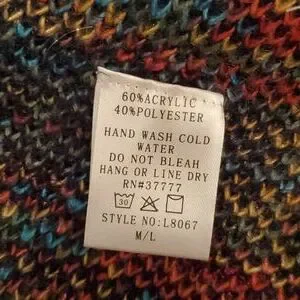 60%ACRYLIC
40%POLYESTER
HAND WASH COLD
WATER
DO NOT BLEAH
HANG OR LINE DRY
RN#37777
30
STYLE NO:L8067
M/L